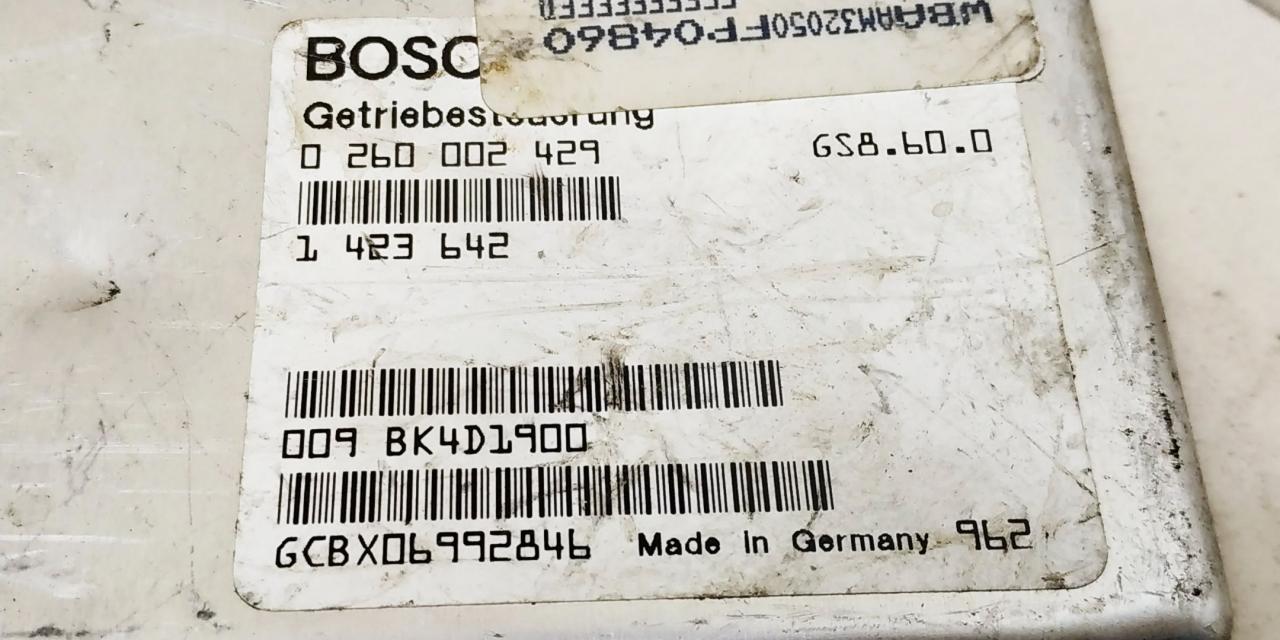 WBAAM32050FP04860
BOSC
Getriebesteuerung
0 260 002 429 GS8.60.0
1 423 642
009 BK4D1900
GCBX06992846 Made in Germany 962